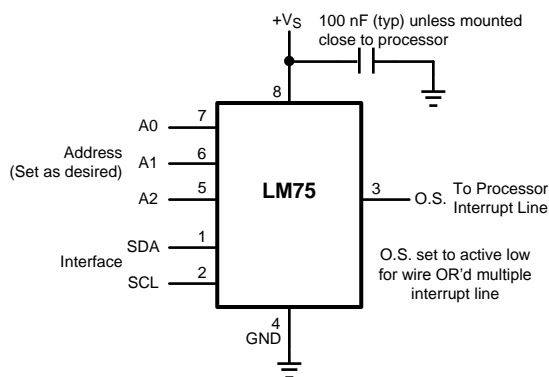 +VS
100 nF (typ) unless mounted
close to processor
8
7
A0
Address
(Set as desired)
6
A1
5
A2
LM75
3
O.S.
To Processor
Interrupt Line
1
SDA
Interface
2
SCL
O.S. set to active low
for wire OR'd multiple
interrupt line
4
GND